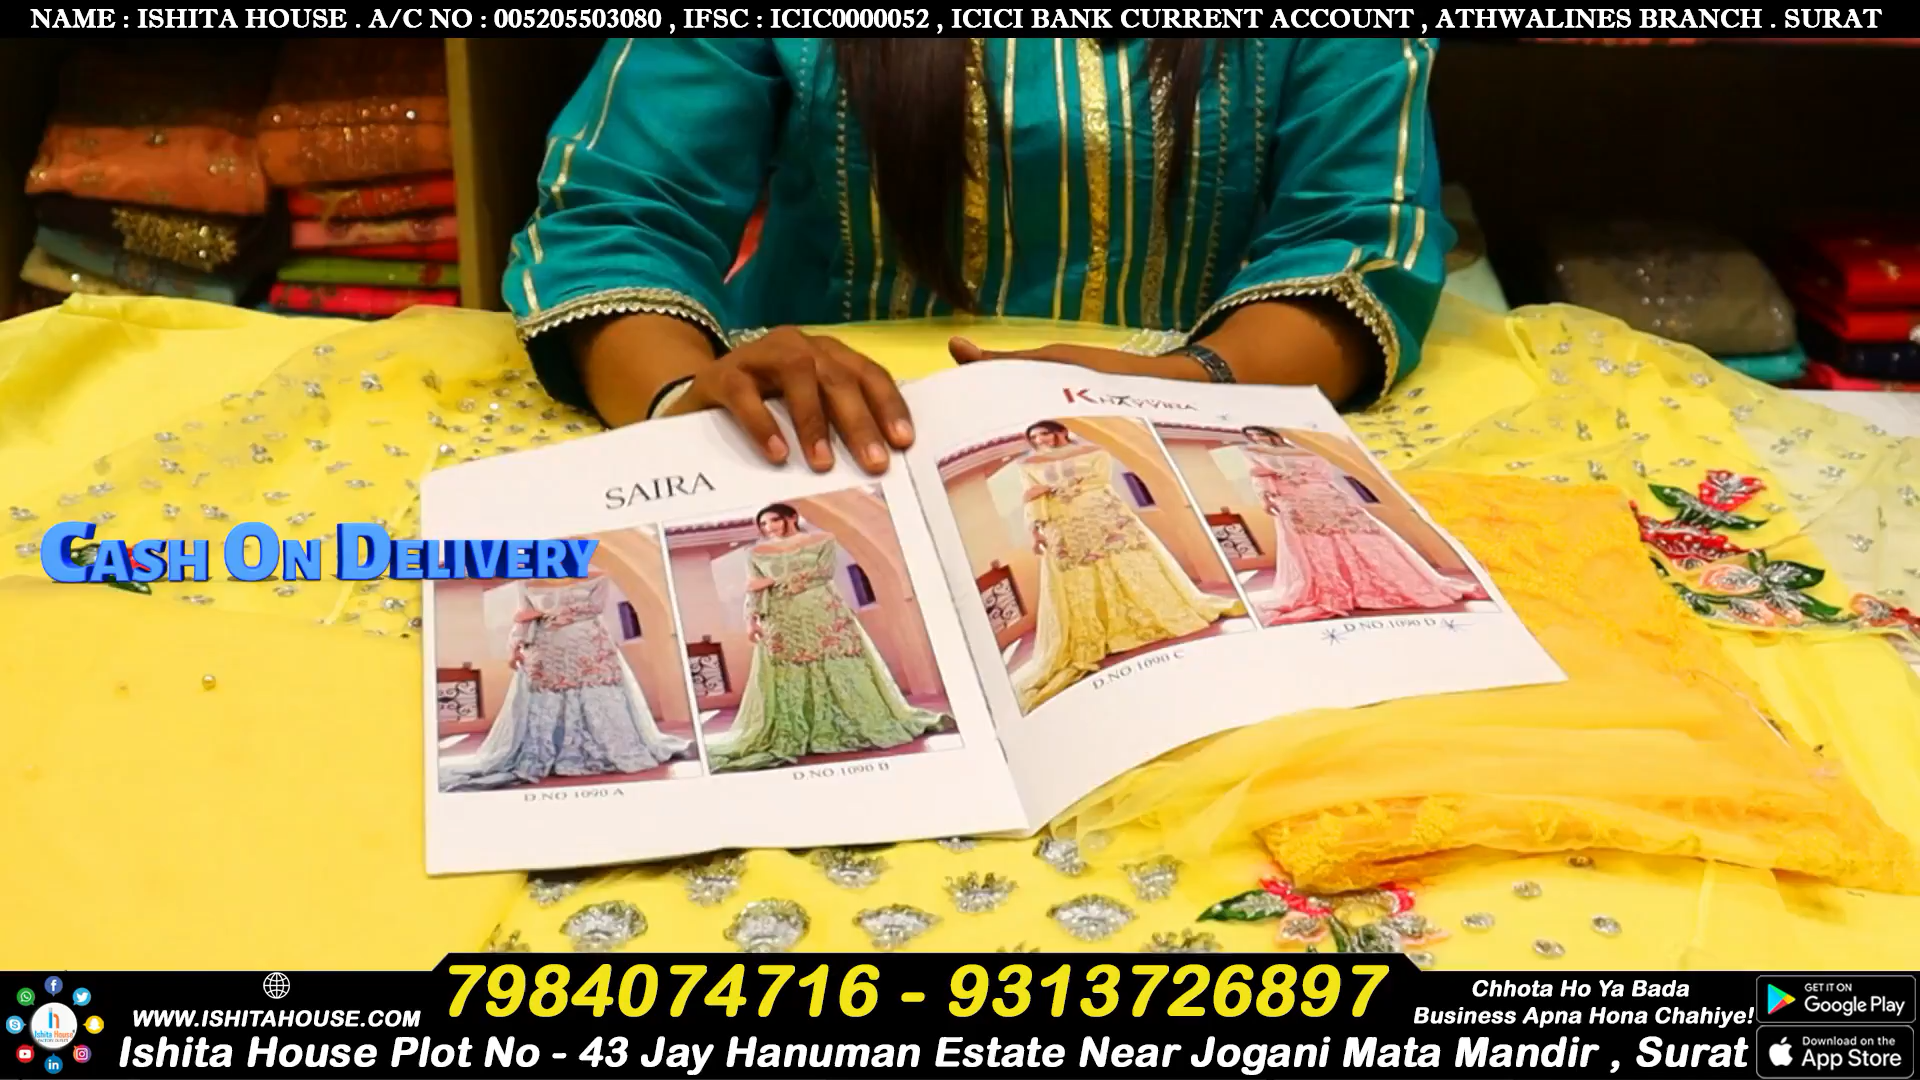 NAME : ISHITA HOUSE . A/C NO : 005205503080 , IFSC : ICIC0000052 , ICICI BANK CURRENT ACCOUNT , ATHWALINES BRANCH . SURAT
KHAYYIRA
SAIRA
CASH ON DELIVERY
D.NO.1090 D
D.NO.1090 C
D.NO.1090 B
D.NO 1090 A
7984074716 - 9313726897
WWW.ISHITAHOUSE.COM
Chhota Ho Ya Bada
Business Apna Hona Chahiye!
GET IT ON
Google Play
Ishita House Plot No - 43 Jay Hanuman Estate Near Jogani Mata Mandir , Surat
Download on the
App Store
Ishita House